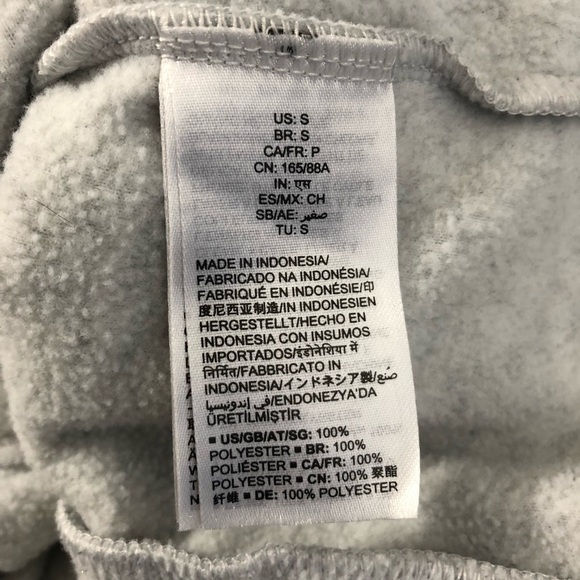 US: S
BR: S
CA/FR: P
CN: 165/88A
IN: एस
ES/MX: CH
SB/AE: صغير
TU: S
MADE IN INDONESIA/
FABRICADO NA INDONÉSIA/
FABRIQUÉ EN INDONÉSIE/印
度尼西亚制造/IN INDONESIEN
HERGESTELLT/HECHO EN
INDONESIA CON INSUMOS
IMPORTADOS/इंडोनेशिया में
निर्मित/FABBRICATO IN
INDONESIA/インドネシア製/صُنع
في إندونيسيا/ENDONEZYA'DA
ÜRETİLMİŞTİR
■ US/GB/AT/SG: 100%
POLYESTER ■ BR: 100%
POLIÉSTER ■ CA/FR: 100%
POLYESTER ■ CN: 100% 聚酯
纤维 ■ DE: 100% POLYESTER